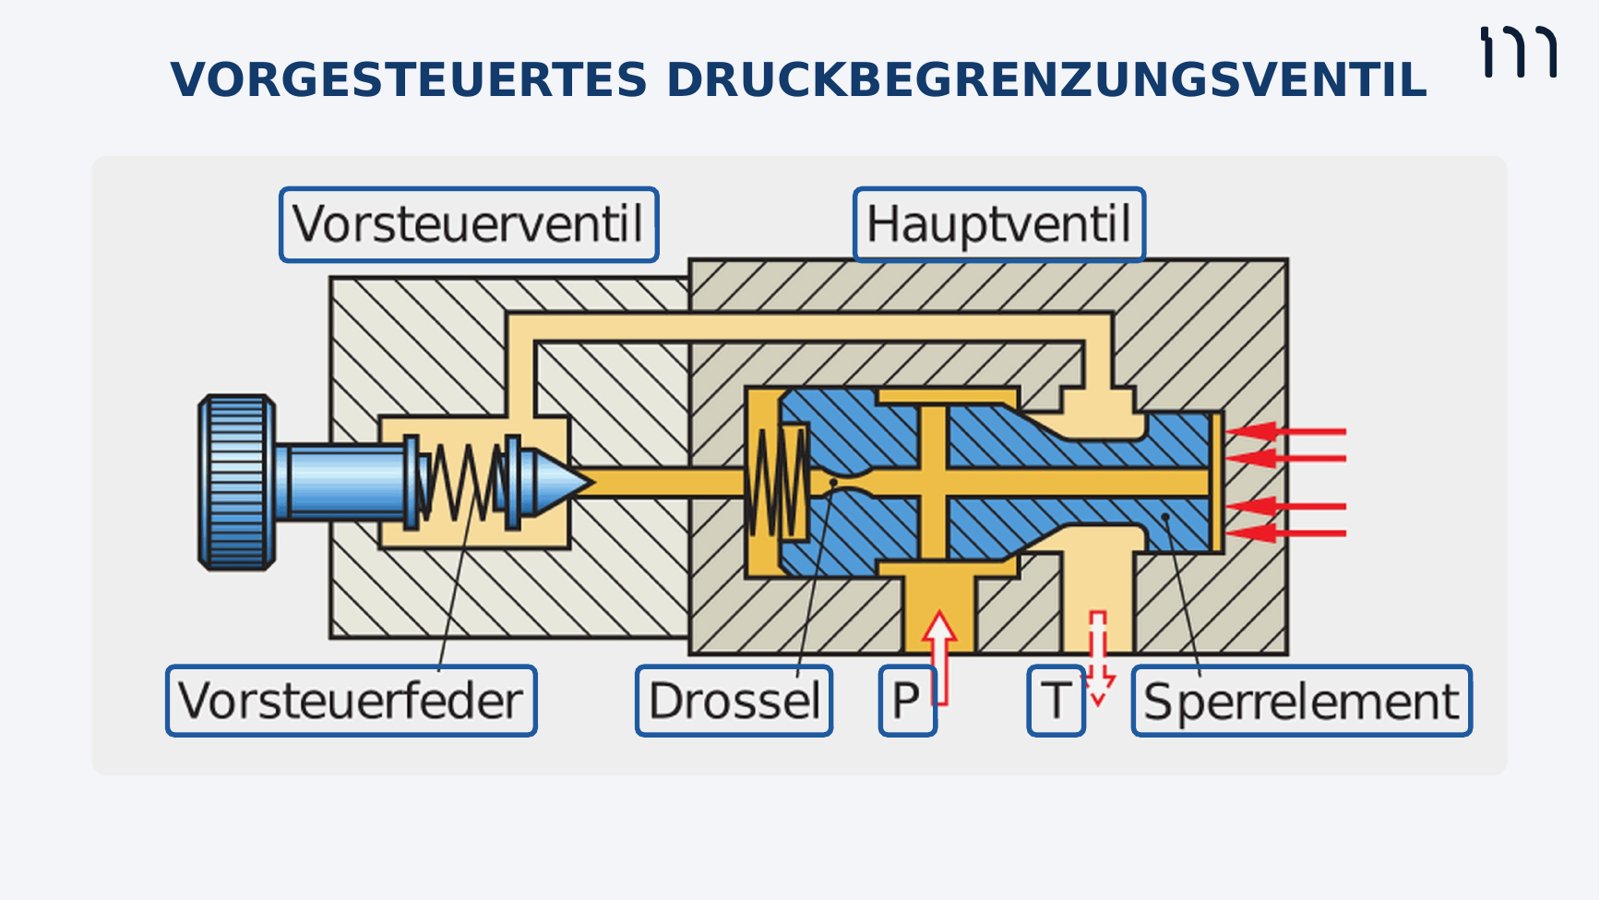 VORGESTEUERTES DRUCKBEGRENZUNGSVENTIL
Vorsteuerventil
Hauptventil
Vorsteuerfeder
Drossel
P
T
Sperrelement